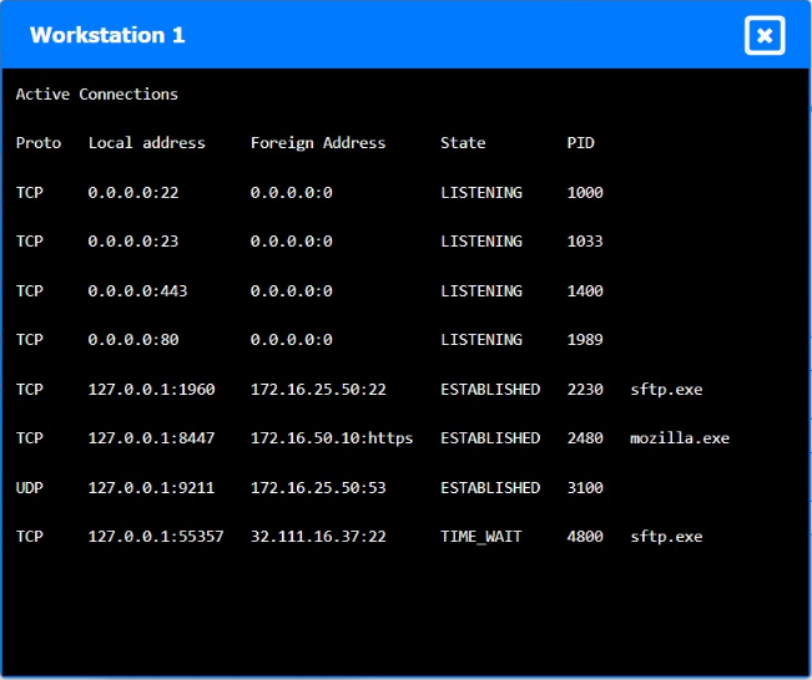 Workstation 1
Active Connections
Proto Local address Foreign Address State PID
TCP 0.0.0.0:22 0.0.0.0:0 LISTENING 1000
TCP 0.0.0.0:23 0.0.0.0:0 LISTENING 1033
TCP 0.0.0.0:443 0.0.0.0:0 LISTENING 1400
TCP 0.0.0.0:80 0.0.0.0:0 LISTENING 1989
TCP 127.0.0.1:1960 172.16.25.50:22 ESTABLISHED 2230 sftp.exe
TCP 127.0.0.1:8447 172.16.50.10:https ESTABLISHED 2480 mozilla.exe
UDP 127.0.0.1:9211 172.16.25.50:53 ESTABLISHED 3100
TCP 127.0.0.1:55357 32.111.16.37:22 TIME_WAIT 4800 sftp.exe